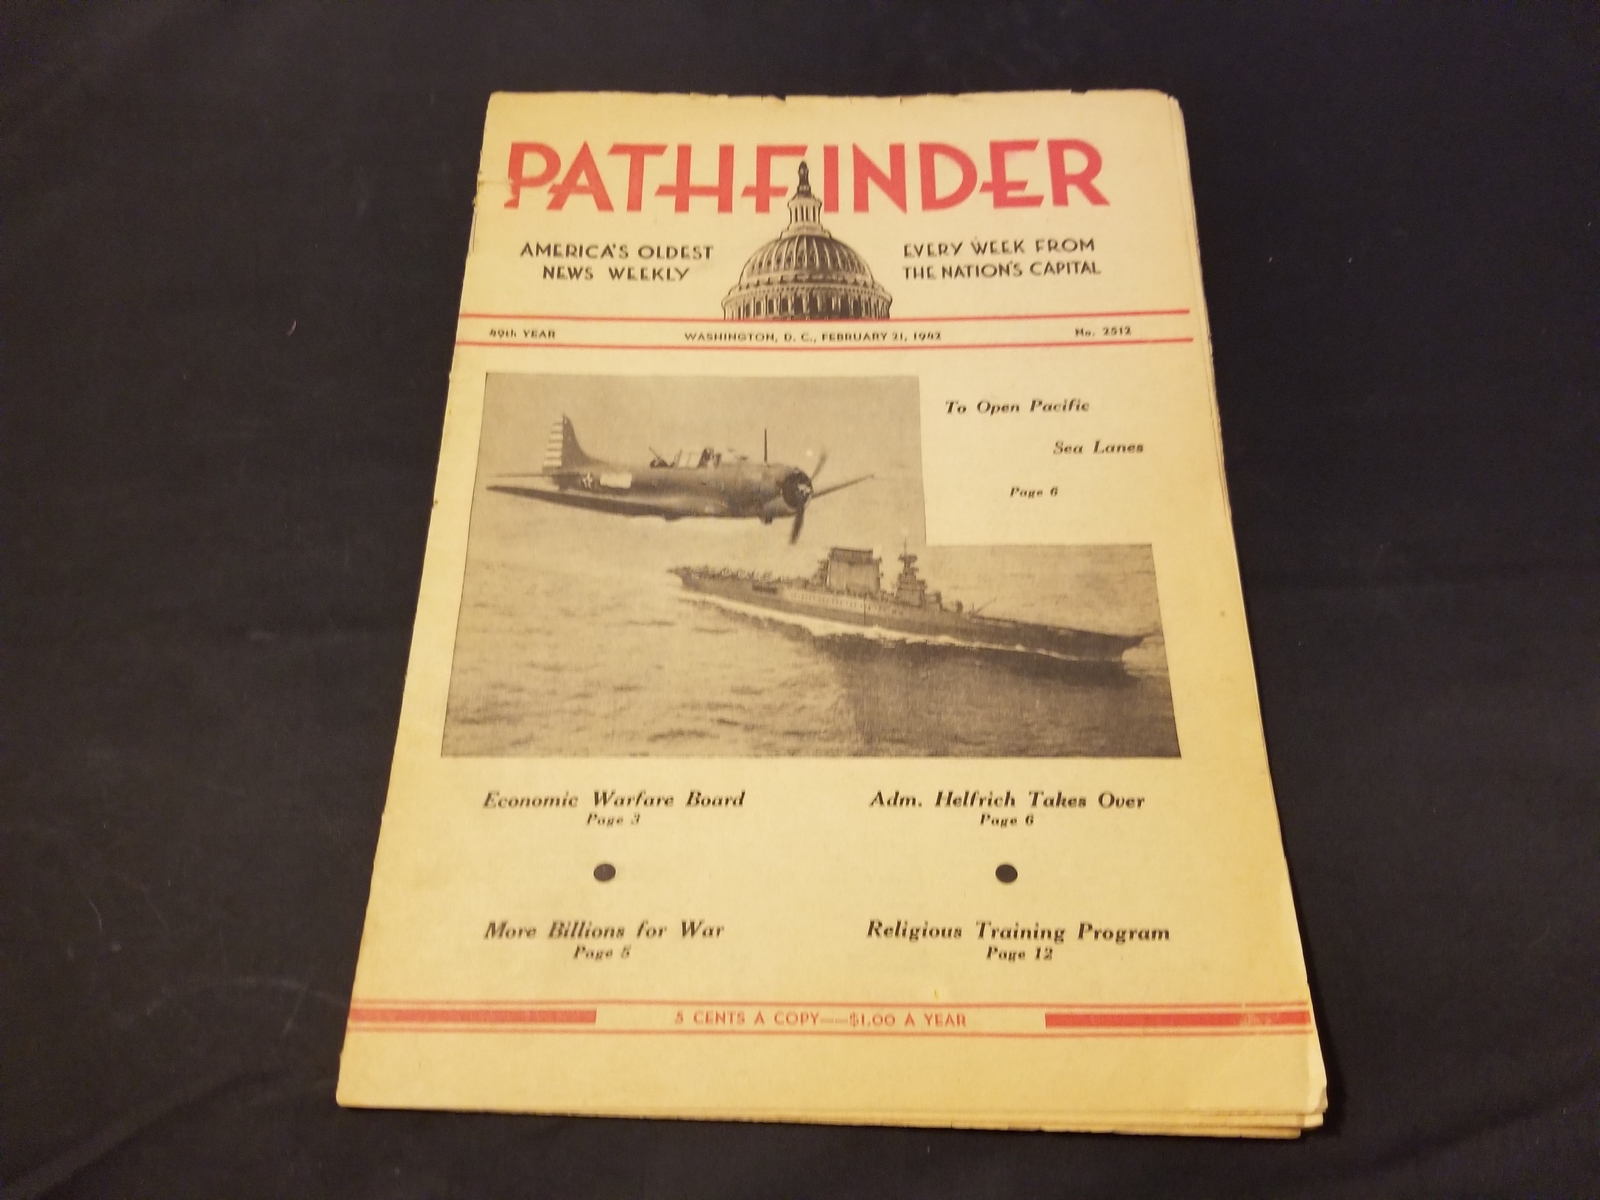 PATHFINDER
AMERICA'S OLDEST
NEWS WEEKLY
EVERY WEEK FROM
THE NATION'S CAPITAL
49th YEAR
WASHINGTON, D. C., FEBRUARY 21, 1942
No. 2512
To Open Pacific
Sea Lanes
Page 6
Economic Warfare Board
Page 3
Adm. Helfrich Takes Over
Page 6
More Billions for War
Page 5
Religious Training Program
Page 12
5 CENTS A COPY——$1.00 A YEAR